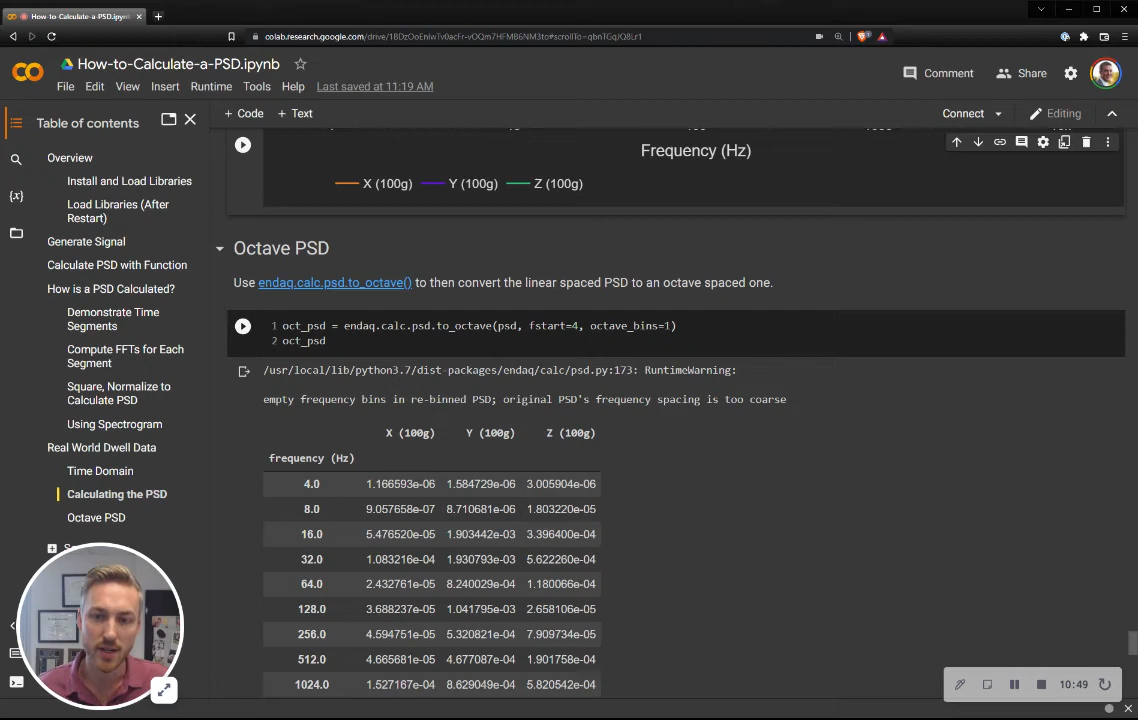 How-to-Calculate-a-PSD.ipynb
colab.research.google.com/drive/1BDzOoEnIwTv0acFr-vOQm7HFMB6NM3to#scrollTo=qbnTGqJQ8Lr1
How-to-Calculate-a-PSD.ipynb
File Edit View Insert Runtime Tools Help Last saved at 11:19 AM
Comment Share
Table of contents
+ Code + Text
Connect Editing
Overview
Install and Load Libraries
Load Libraries (After
Restart)
Generate Signal
Calculate PSD with Function
How is a PSD Calculated?
Demonstrate Time
Segments
Compute FFTs for Each
Segment
Square, Normalize to
Calculate PSD
Using Spectrogram
Real World Dwell Data
Time Domain
Calculating the PSD
Octave PSD
Frequency (Hz)
X (100g) Y (100g) Z (100g)
Octave PSD
Use endaq.calc.psd.to_octave() to then convert the linear spaced PSD to an octave spaced one.
1 oct_psd = endaq.calc.psd.to_octave(psd, fstart=4, octave_bins=1)
2 oct_psd
/usr/local/lib/python3.7/dist-packages/endaq/calc/psd.py:173: RuntimeWarning:
empty frequency bins in re-binned PSD; original PSD's frequency spacing is too coarse
X (100g) Y (100g) Z (100g)
frequency (Hz)
4.0 1.166593e-06 1.584729e-06 3.005904e-06
8.0 9.057658e-07 8.710681e-06 1.803220e-05
16.0 5.476520e-05 1.903442e-03 3.396400e-04
32.0 1.083216e-04 1.930793e-03 5.622260e-04
64.0 2.432761e-05 8.240029e-04 1.180066e-04
128.0 3.688237e-05 1.041795e-03 2.658106e-05
256.0 4.594751e-05 5.320821e-04 7.909734e-05
512.0 4.665681e-05 4.677087e-04 1.901758e-04
1024.0 1.527167e-04 8.629049e-04 5.820542e-04
10:49